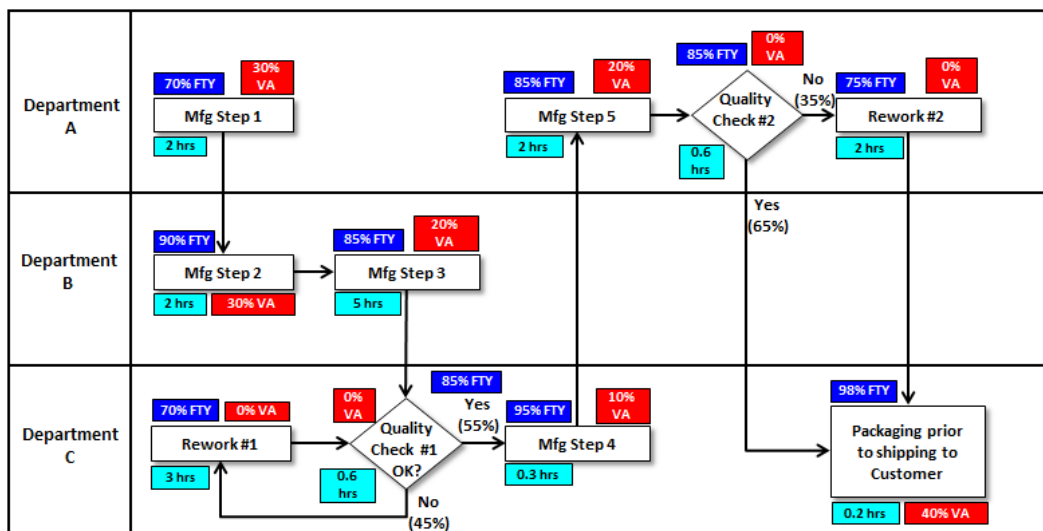 Department
A
70% FTY
30%
VA
Mfg Step 1
2 hrs
85% FTY
20%
VA
Mfg Step 5
2 hrs
85% FTY
0%
VA
Quality
Check #2
0.6
hrs
No
(35%)
Yes
(65%)
75% FTY
0%
VA
Rework #2
2 hrs
Department
B
90% FTY
Mfg Step 2
2 hrs
30% VA
85% FTY
20%
VA
Mfg Step 3
5 hrs
Department
C
70% FTY
0% VA
Rework #1
3 hrs
0%
VA
85% FTY
Quality
Check #1
OK?
0.6
hrs
Yes
(55%)
No
(45%)
95% FTY
10%
VA
Mfg Step 4
0.3 hrs
98% FTY
Packaging prior
to shipping to
Customer
0.2 hrs
40% VA